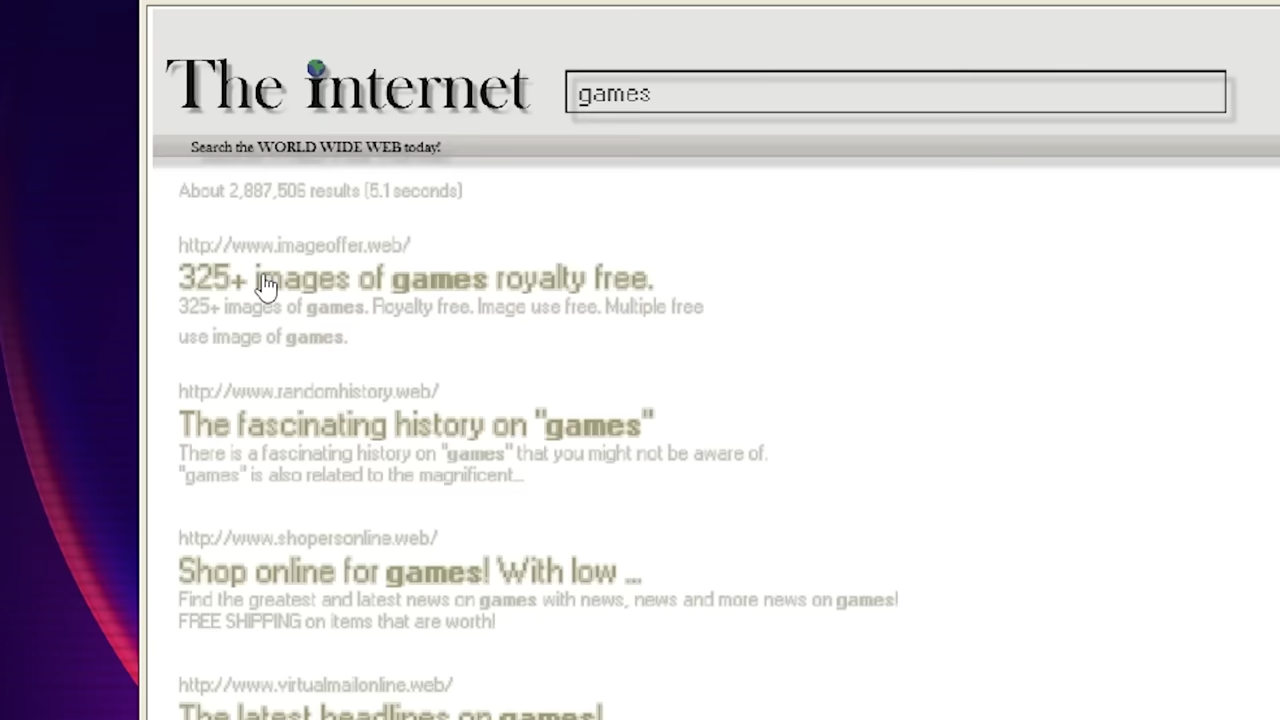 The internet
games
Search the WORLD WIDE WEB today!
About 2,887,506 results (5.1 seconds)
http://www.imageoffer.web/
325+ images of games royalty free.
325+ images of games. Royalty free. Image use free. Multiple free
use image of games.
http://www.randomhistory.web/
The fascinating history on "games"
There is a fascinating history on "games" that you might not be aware of.
"games" is also related to the magnificent...
http://www.shopersonline.web/
Shop online for games! With low ...
Find the greatest and latest news on games with news, news and more news on games!
FREE SHIPPING on items that are worth!
http://www.virtualmailonline.web/
The latest headlines on games!